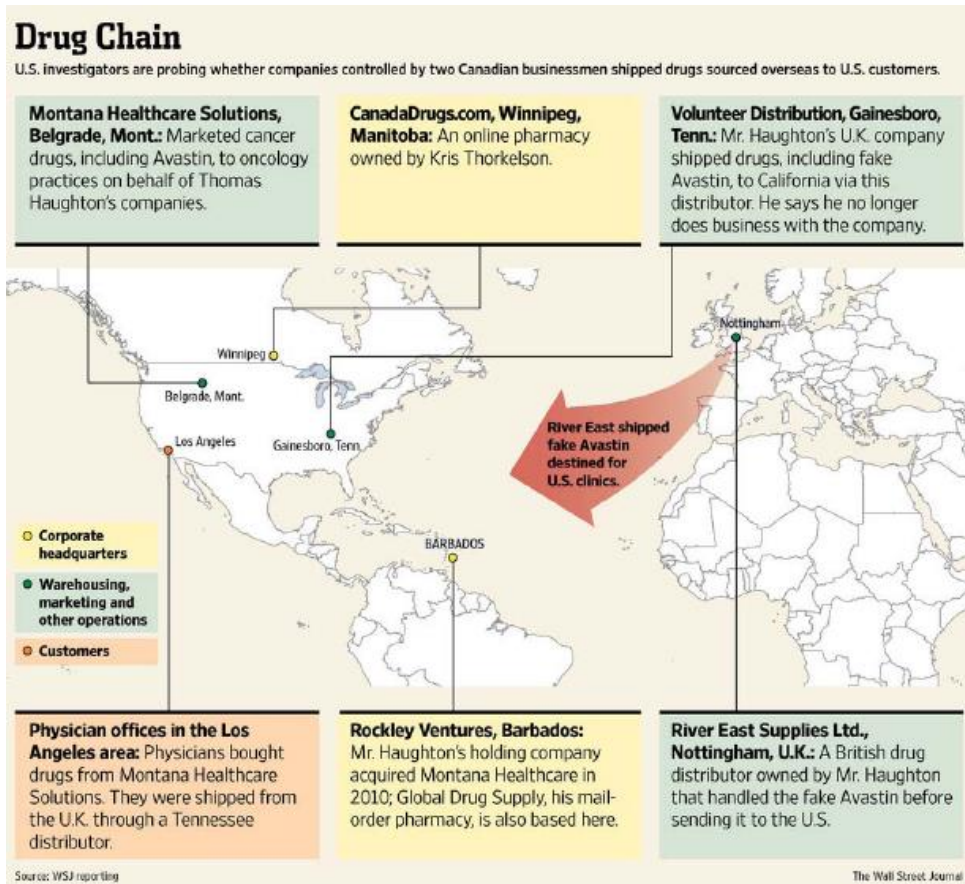 Drug Chain
U.S. investigators are probing whether companies controlled by two Canadian businessmen shipped drugs sourced overseas to U.S. customers.
Montana Healthcare Solutions,
Belgrade, Mont.: Marketed cancer
drugs, including Avastin, to oncology
practices on behalf of Thomas
Haughton's companies.
CanadaDrugs.com, Winnipeg,
Manitoba: An online pharmacy
owned by Kris Thorkelson.
Volunteer Distribution, Gainesboro,
Tenn.: Mr. Haughton's U.K. company
shipped drugs, including fake
Avastin, to California via this
distributor. He says he no longer
does business with the company.
Nottingham
Winnipeg
Belgrade, Mont.
Los Angeles
Gainesboro, Tenn.
River East shipped
fake Avastin
destined for
U.S. clinics.
BARBADOS
Corporate
headquarters
Warehousing,
marketing and
other operations
Customers
Physician offices in the Los
Angeles area: Physicians bought
drugs from Montana Healthcare
Solutions. They were shipped from
the U.K. through a Tennessee
distributor.
Rockley Ventures, Barbados:
Mr. Haughton's holding company
acquired Montana Healthcare in
2010; Global Drug Supply, his mail-
order pharmacy, is also based here.
River East Supplies Ltd.,
Nottingham, U.K.: A British drug
distributor owned by Mr. Haughton
that handled the fake Avastin before
sending it to the U.S.
Source: WSJ reporting
The Wall Street Journal